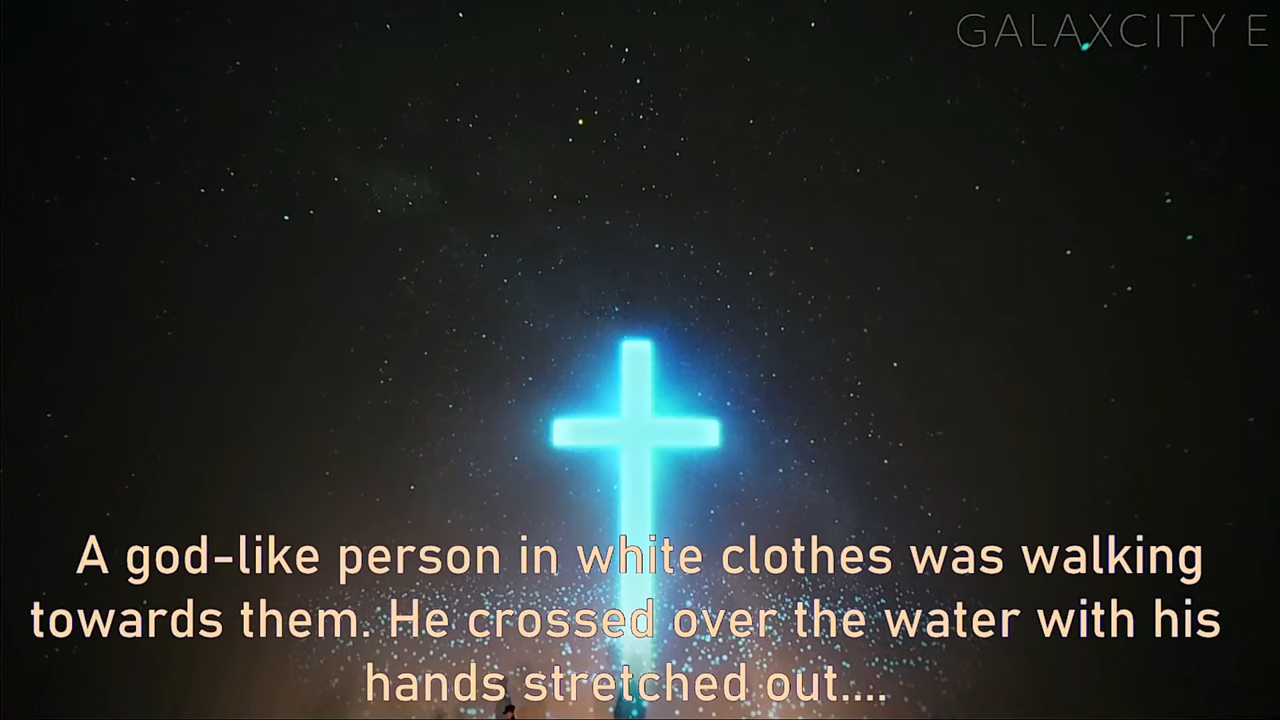 GALAXCITY E
A god-like person in white clothes was walking
towards them. He crossed over the water with his
hands stretched out....